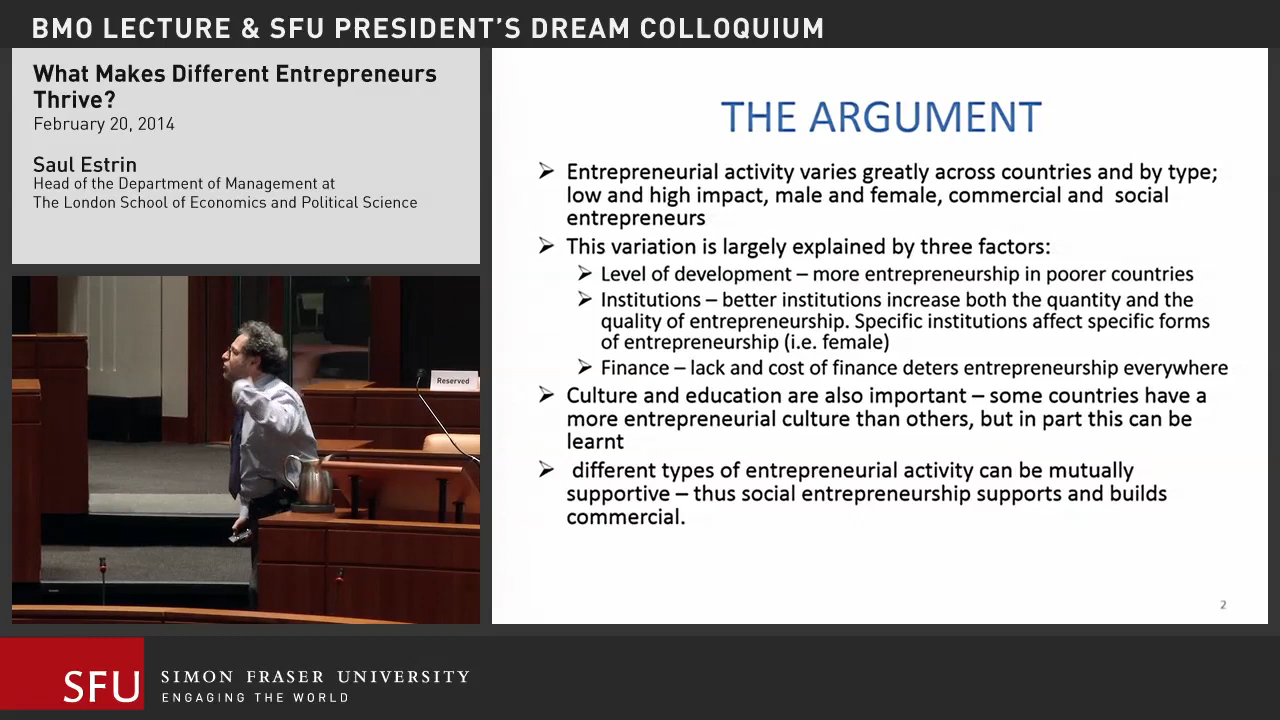 BMO LECTURE & SFU PRESIDENT'S DREAM COLLOQUIUM
What Makes Different Entrepreneurs
Thrive?
February 20, 2014
Saul Estrin
Head of the Department of Management at
The London School of Economics and Political Science
Reserved
THE ARGUMENT
Entrepreneurial activity varies greatly across countries and by type;
low and high impact, male and female, commercial and social
entrepreneurs
This variation is largely explained by three factors:
Level of development – more entrepreneurship in poorer countries
Institutions – better institutions increase both the quantity and the
quality of entrepreneurship. Specific institutions affect specific forms
of entrepreneurship (i.e. female)
Finance – lack and cost of finance deters entrepreneurship everywhere
Culture and education are also important – some countries have a
more entrepreneurial culture than others, but in part this can be
learnt
different types of entrepreneurial activity can be mutually
supportive – thus social entrepreneurship supports and builds
commercial.
2
SFU
SIMON FRASER UNIVERSITY
ENGAGING THE WORLD